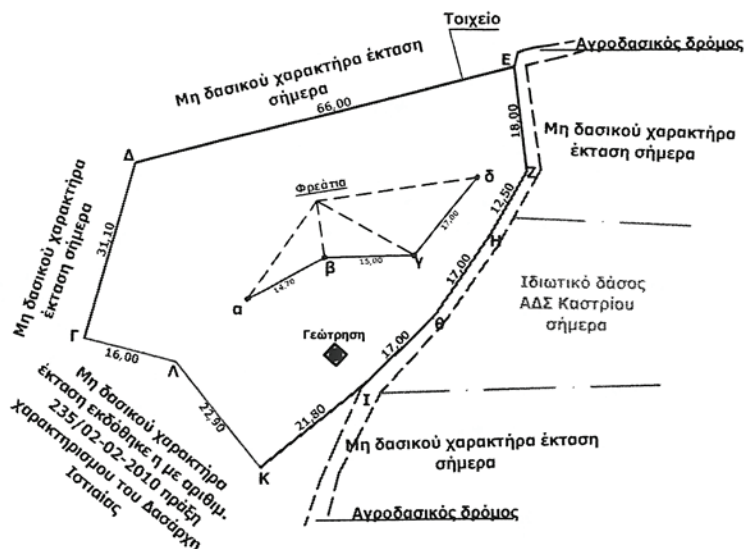 Τοιχείο
Αγροδασικός δρόμος
Μη δασικού χαρακτήρα έκταση
σήμερα
66,00
Ε
18,00
Μη δασικού χαρακτήρα
έκταση σήμερα
Δ
Ζ
δ
12,50
Φρεάτια
17,00
Η
Μη δασικού χαρακτήρα
έκταση σήμερα
31,10
β
15,00
γ
14,70
α
17,00
Ιδιωτικό δάσος
ΑΔΣ Καστρίου
σήμερα
Γεώτρηση
θ
17,00
Γ
16,00
Λ
Ι
22,90
21,80
Κ
Μη δασικού χαρακτήρα
έκταση εκδόθηκε η με αριθιμ.
235/02-02-2010 πράξη
χαρακτηρισμου του Δασάρχη
Ιστιαίας
Μη δασικού χαρακτήρα έκταση
σήμερα
Αγροδασικός δρόμος